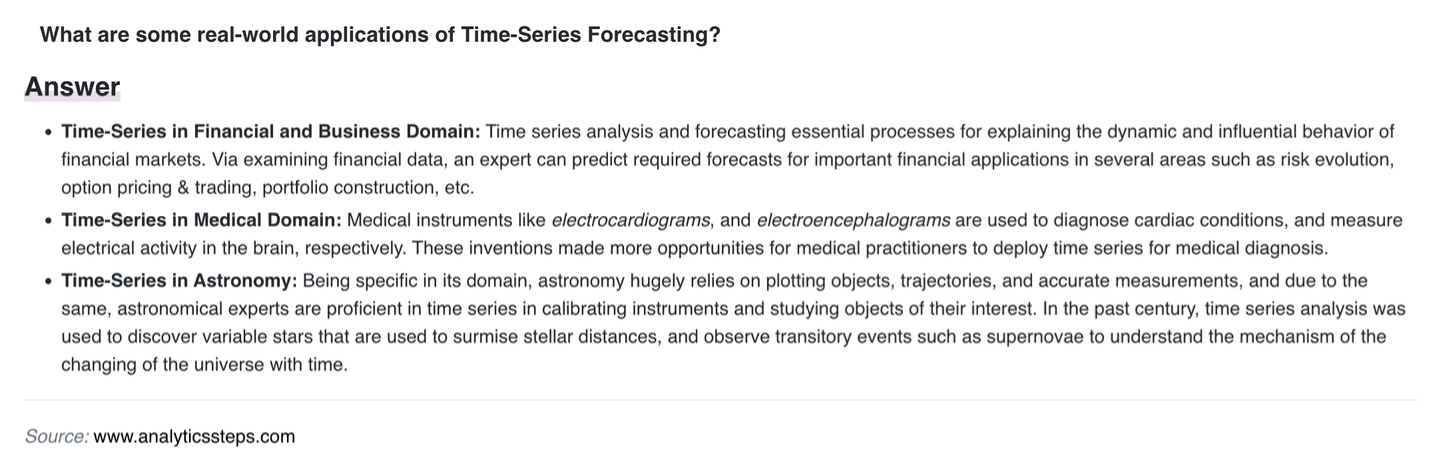 What are some real-world applications of Time-Series Forecasting?
Answer
• Time-Series in Financial and Business Domain: Time series analysis and forecasting essential processes for explaining the dynamic and influential behavior of
financial markets. Via examining financial data, an expert can predict required forecasts for important financial applications in several areas such as risk evolution,
option pricing & trading, portfolio construction, etc.
• Time-Series in Medical Domain: Medical instruments like electrocardiograms, and electroencephalograms are used to diagnose cardiac conditions, and measure
electrical activity in the brain, respectively. These inventions made more opportunities for medical practitioners to deploy time series for medical diagnosis.
• Time-Series in Astronomy: Being specific in its domain, astronomy hugely relies on plotting objects, trajectories, and accurate measurements, and due to the
same, astronomical experts are proficient in time series in calibrating instruments and studying objects of their interest. In the past century, time series analysis was
used to discover variable stars that are used to surmise stellar distances, and observe transitory events such as supernovae to understand the mechanism of the
changing of the universe with time.
Source: www.analyticssteps.com